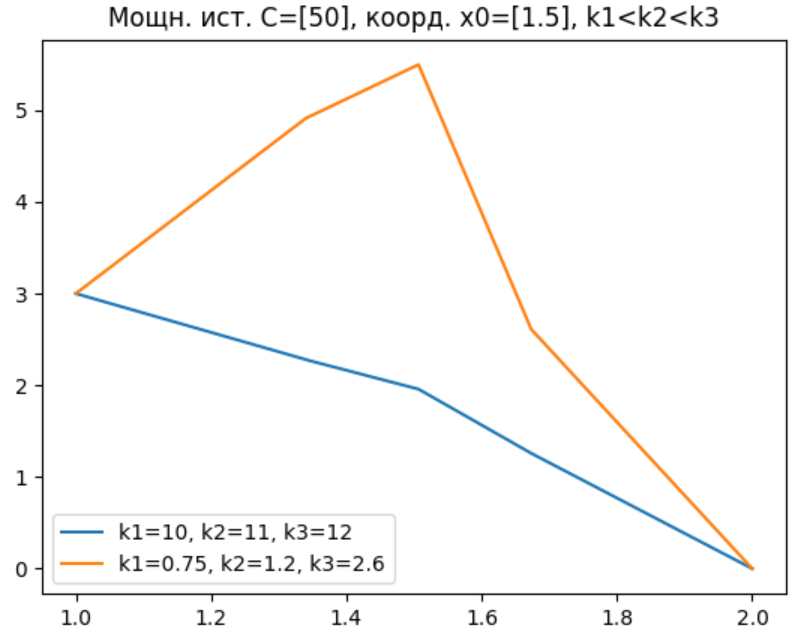 Мощн. ист. C=[50], коорд. x0=[1.5], k1<k2<k3
5
4
3
2
1
0
k1=10, k2=11, k3=12
k1=0.75, k2=1.2, k3=2.6
1.0 1.2 1.4 1.6 1.8 2.0